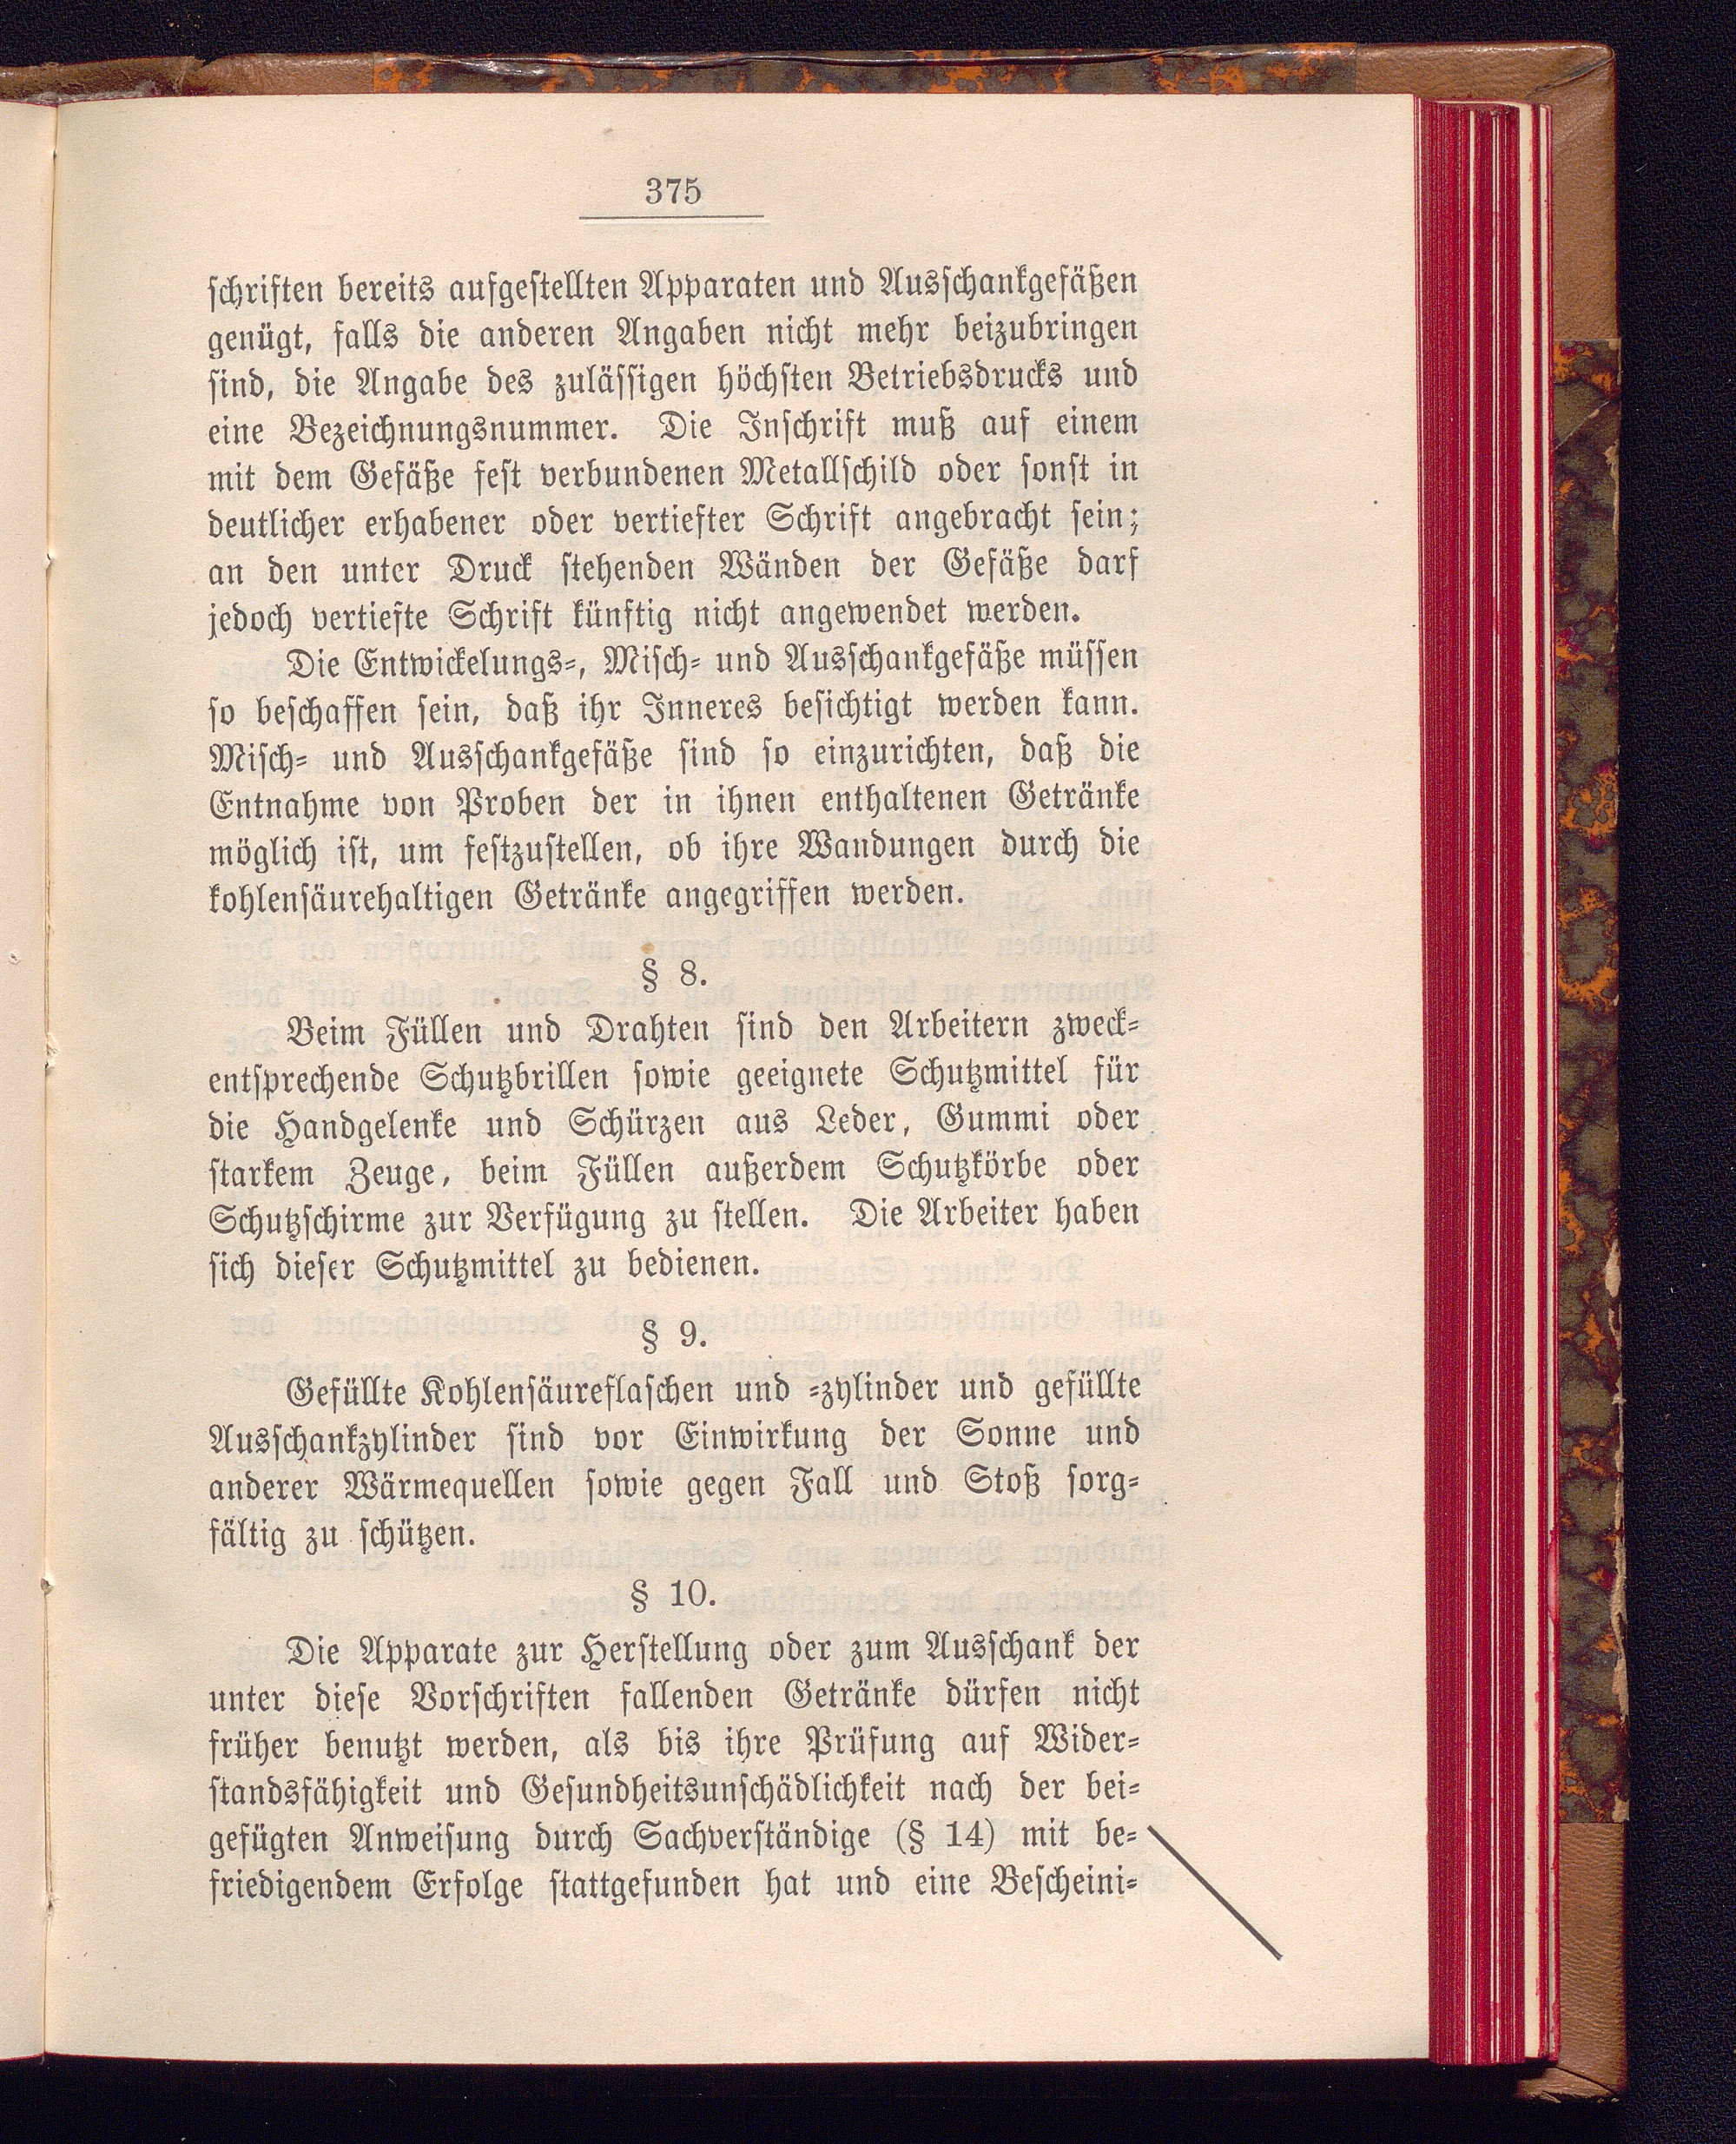 375
schriften bereits aufgestellten Apparaten und Ausschankgefäßen
genügt, falls die anderen Angaben nicht mehr beizubringen
sind, die Angabe des zulässigen höchsten Betriebsdrucks und
eine Bezeichnungsnummer. Die Inschrift muß auf einem
mit dem Gefäße fest verbundenen Metallschild oder sonst in
deutlicher erhabener oder vertiefter Schrift angebracht sein;
an den unter Druck stehenden Wänden der Gefäße darf
jedoch vertiefte Schrift künftig nicht angewendet werden.
Die Entwickelungs-, Misch- und Ausschankgefäße müssen
so beschaffen sein, daß ihr Inneres besichtigt werden kann.
Misch- und Ausschankgefäße sind so einzurichten, daß die
Entnahme von Proben der in ihnen enthaltenen Getränke
möglich ist, um festzustellen, ob ihre Wandungen durch die
kohlensäurehaltigen Getränke angegriffen werden.
§ 8.
Beim Füllen und Drahten sind den Arbeitern zweck-
entsprechende Schutzbrillen sowie geeignete Schutzmittel für
die Handgelenke und Schürzen aus Leder, Gummi oder
starkem Zeuge, beim Füllen außerdem Schutzkörbe oder
Schutzschirme zur Verfügung zu stellen. Die Arbeiter haben
sich dieser Schutzmittel zu bedienen.
§ 9.
Gefüllte Kohlensäureflaschen und -zylinder und gefüllte
Ausschankzylinder sind vor Einwirkung der Sonne und
anderer Wärmequellen sowie gegen Fall und Stoß sorg-
fältig zu schützen.
§ 10.
Die Apparate zur Herstellung oder zum Ausschank der
unter diese Vorschriften fallenden Getränke dürfen nicht
früher benutzt werden, als bis ihre Prüfung auf Wider-
standsfähigkeit und Gesundheitsunschädlichkeit nach der bei-
gefügten Anweisung durch Sachverständige (§ 14) mit be-
friedigendem Erfolge stattgefunden hat und eine Bescheini-